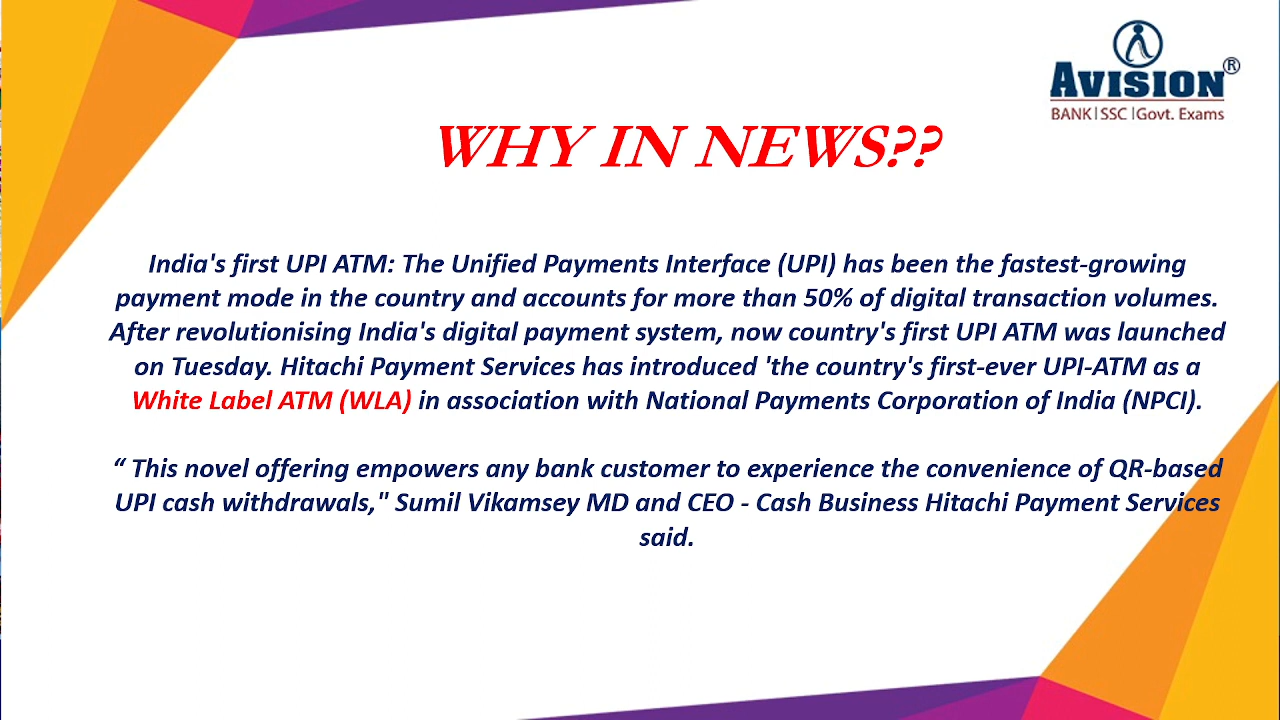 AVISION®
BANK|SSC|Govt. Exams
WHY IN NEWS??
India's first UPI ATM: The Unified Payments Interface (UPI) has been the fastest-growing
payment mode in the country and accounts for more than 50% of digital transaction volumes.
After revolutionising India's digital payment system, now country's first UPI ATM was launched
on Tuesday. Hitachi Payment Services has introduced 'the country's first-ever UPI-ATM as a
White Label ATM (WLA) in association with National Payments Corporation of India (NPCI).
“ This novel offering empowers any bank customer to experience the convenience of QR-based
UPI cash withdrawals," Sumil Vikamsey MD and CEO - Cash Business Hitachi Payment Services
said.